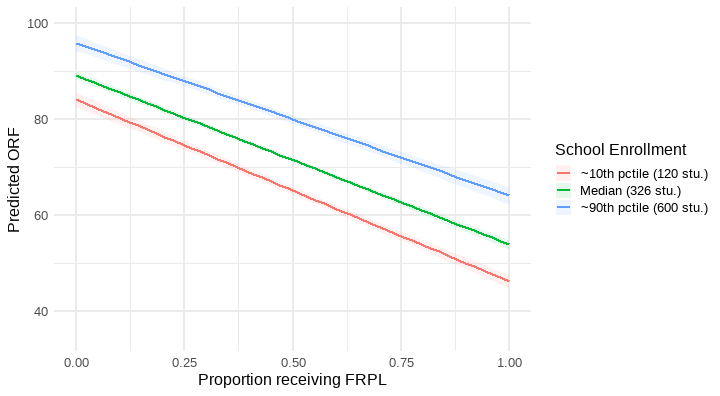 100
80
60
40
Predicted ORF
0.00 0.25 0.50 0.75 1.00
Proportion receiving FRPL
School Enrollment
~10th pctile (120 stu.)
Median (326 stu.)
~90th pctile (600 stu.)